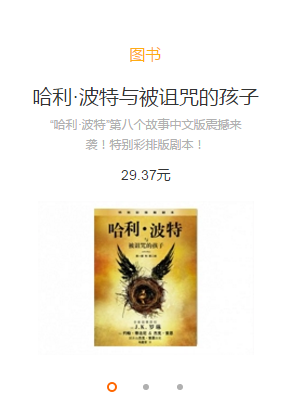 图书
哈利·波特与被诅咒的孩子
“哈利·波特”第八个故事中文版震撼来
袭！特别彩排版剧本！
29.37元
哈利·波特
与
被诅咒的孩子
J.K. 罗琳